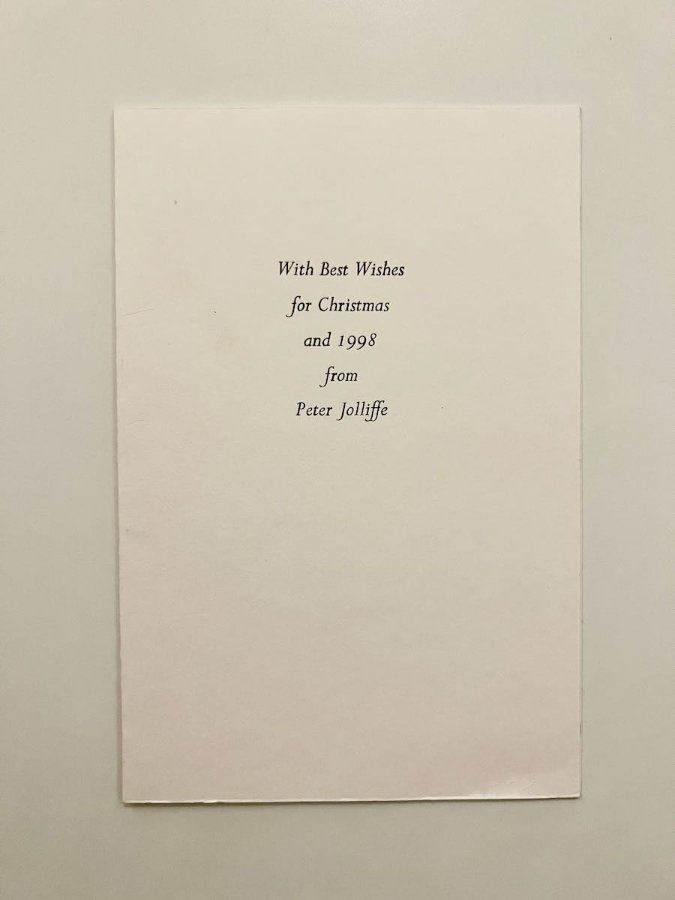 With Best Wishes
for Christmas
and 1998
from
Peter Jolliffe